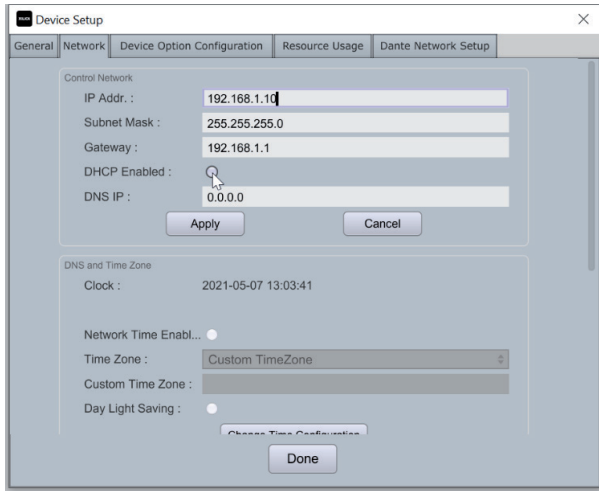 Device Setup
General Network Device Option Configuration Resource Usage Dante Network Setup
Control Network
IP Addr. : 192.168.1.10
Subnet Mask : 255.255.255.0
Gateway : 192.168.1.1
DHCP Enabled :
DNS IP : 0.0.0.0
Apply Cancel
DNS and Time Zone
Clock : 2021-05-07 13:03:41
Network Time Enabl...
Time Zone : Custom TimeZone
Custom Time Zone :
Day Light Saving :
Change Time Configuration
Done